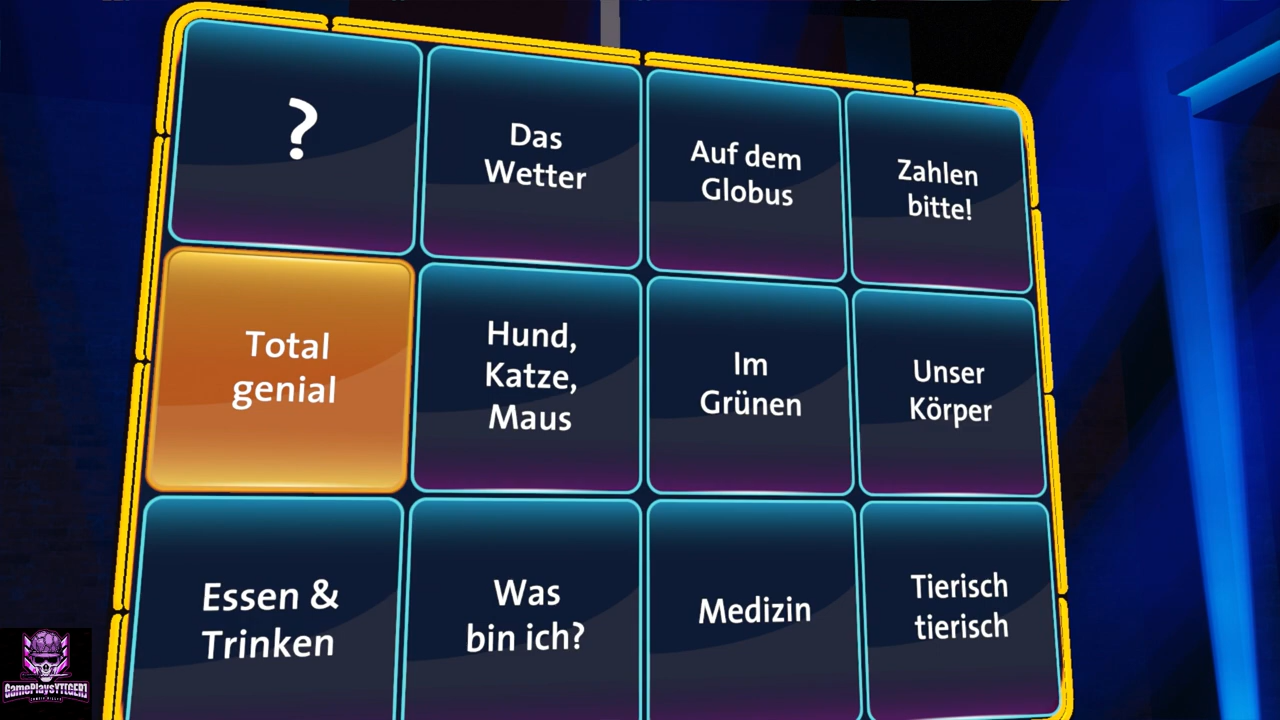 ?
Das
Wetter
Auf dem
Globus
Zahlen
bitte!
Total
genial
Hund,
Katze,
Maus
Im
Grünen
Unser
Körper
Essen &
Trinken
Was
bin ich?
Medizin
Tierisch
tierisch